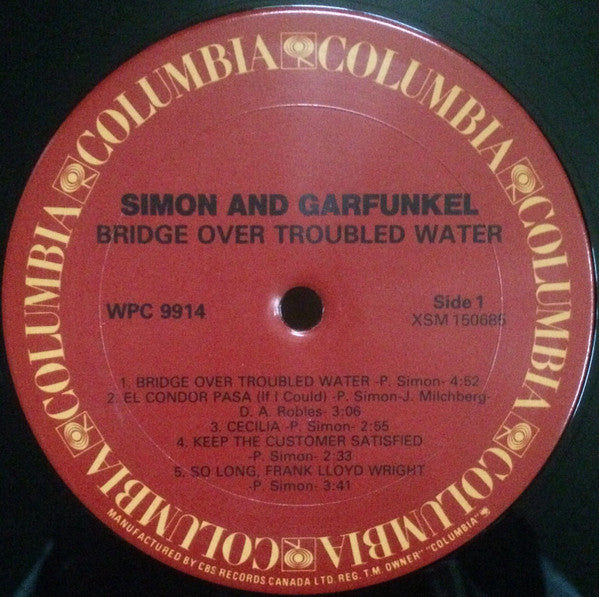 COLUMBIA COLUMBIA COLUMBIA COLUMBIA COLUMBIA COLUMBIA COLUMBIA
SIMON AND GARFUNKEL
BRIDGE OVER TROUBLED WATER
WPC 9914
Side 1
XSM 150685
1. BRIDGE OVER TROUBLED WATER -P. Simon- 4:52
2. EL CONDOR PASA (If I Could) -P. Simon-J. Milchberg-
D. A. Robles- 3:06
3. CECILIA -P. Simon- 2:55
4. KEEP THE CUSTOMER SATISFIED
-P. Simon- 2:33
5. SO LONG, FRANK LLOYD WRIGHT
-P. Simon- 3:41
MANUFACTURED BY CBS RECORDS CANADA LTD. REG. T.M. OWNER "COLUMBIA"